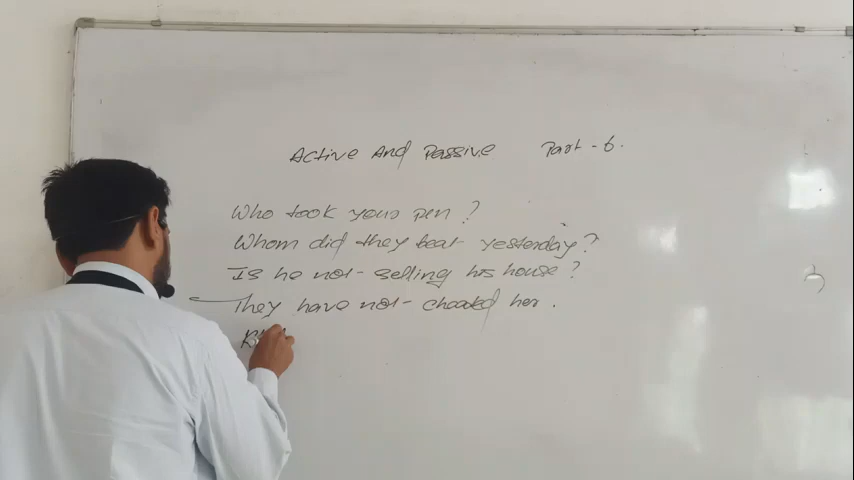 Active And Passive Part - 6.
Who took your pen ?
Whom did they beat yesterday ?
Is he not selling his house ?
They have not cheated her .